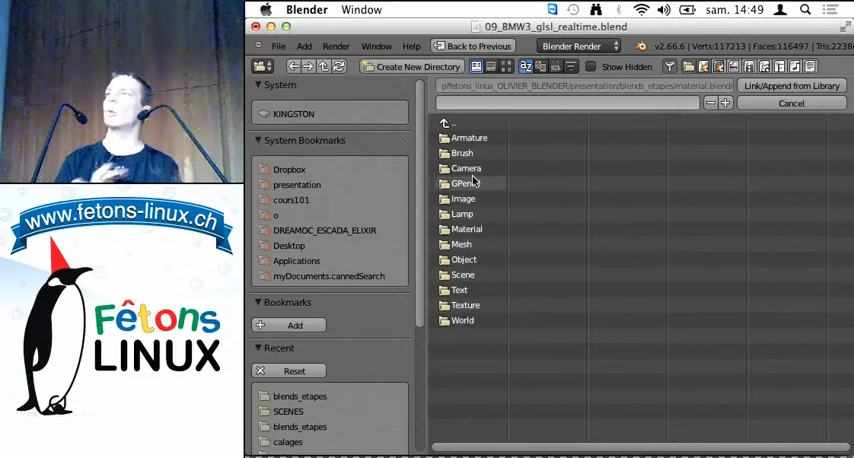 Blender Window
sam. 14:49
09_BMW3_glsl_realtime.blend
File Add Render Window Help Back to Previous Blender Render v2.66.6 | Verts:117213 | Faces:116497 | Tris:2238
Create New Directory Show Hidden
System
KINGSTON
System Bookmarks
Dropbox
presentation
cours101
o
DREAMOC_ESCADA_ELIXIR
Desktop
Applications
myDocuments.cannedSearch
Bookmarks
Add
Recent
Reset
blends_etapes
SCENES
blends_etapes
calages
p/fetons_linux_OLIVIER_BLENDER/presentation/blends_etapes/material.blend/ Link/Append from Library
Cancel
..
Armature
Brush
Camera
Image
Lamp
Material
Mesh
Object
Scene
Text
Texture
World
www.fetons-linux.ch
Fêtons
LINUX